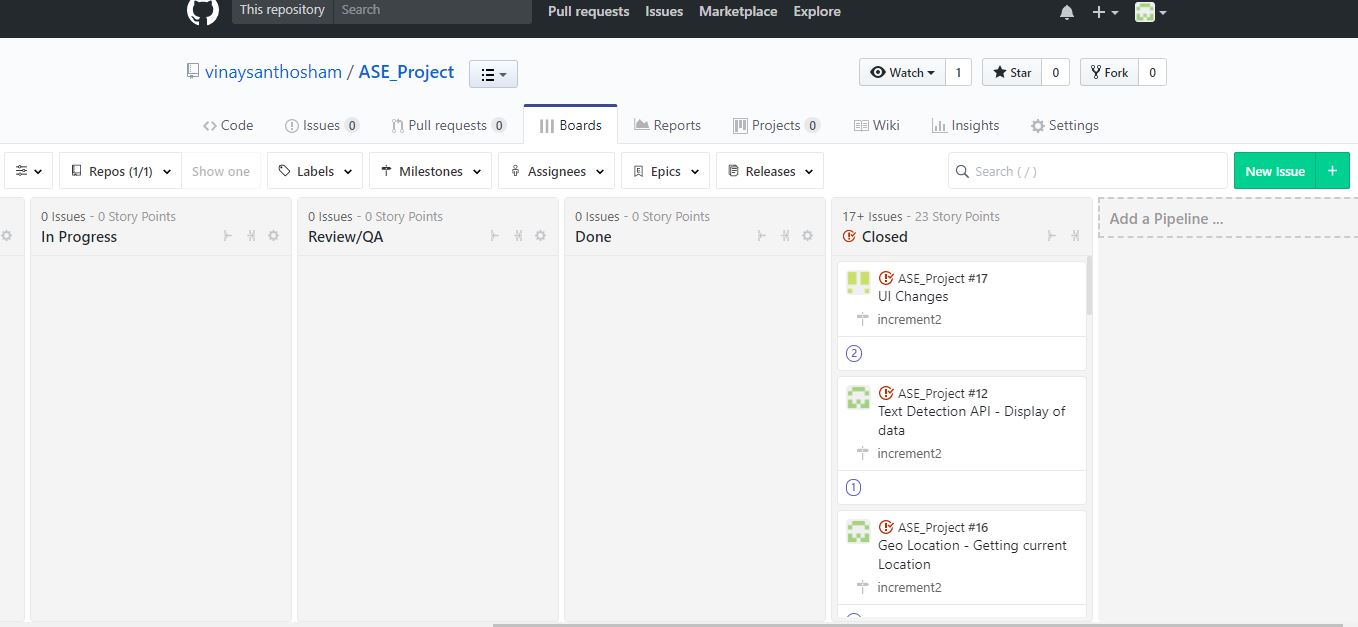 This repository Search Pull requests Issues Marketplace Explore
vinaysanthosham / ASE_Project Watch 1 Star 0 Fork 0
Code Issues 0 Pull requests 0 Boards Reports Projects 0 Wiki Insights Settings
Repos (1/1) Show one Labels Milestones Assignees Epics Releases Search ( / ) New Issue +
0 Issues - 0 Story Points
In Progress
0 Issues - 0 Story Points
Review/QA
0 Issues - 0 Story Points
Done
17+ Issues - 23 Story Points
Closed
ASE_Project #17
UI Changes
increment2
2
ASE_Project #12
Text Detection API - Display of
data
increment2
1
ASE_Project #16
Geo Location - Getting current
Location
increment2
Add a Pipeline ...